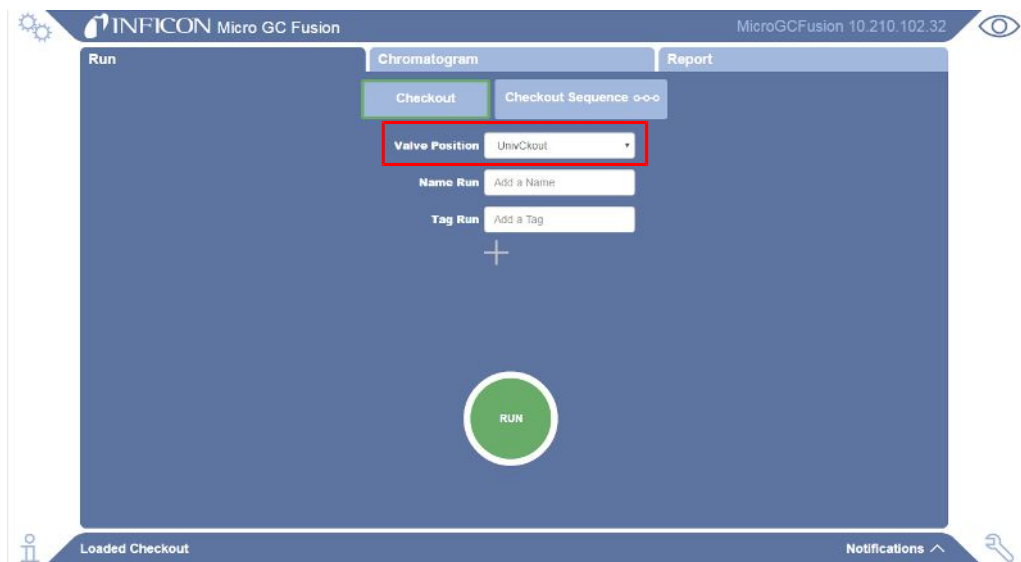 INFICON Micro GC Fusion
MicroGCFusion 10.210.102.32
Run
Chromatogram
Report
Checkout
Checkout Sequence
Valve Position UnivCkout
Name Run Add a Name
Tag Run Add a Tag
RUN
Loaded Checkout
Notifications